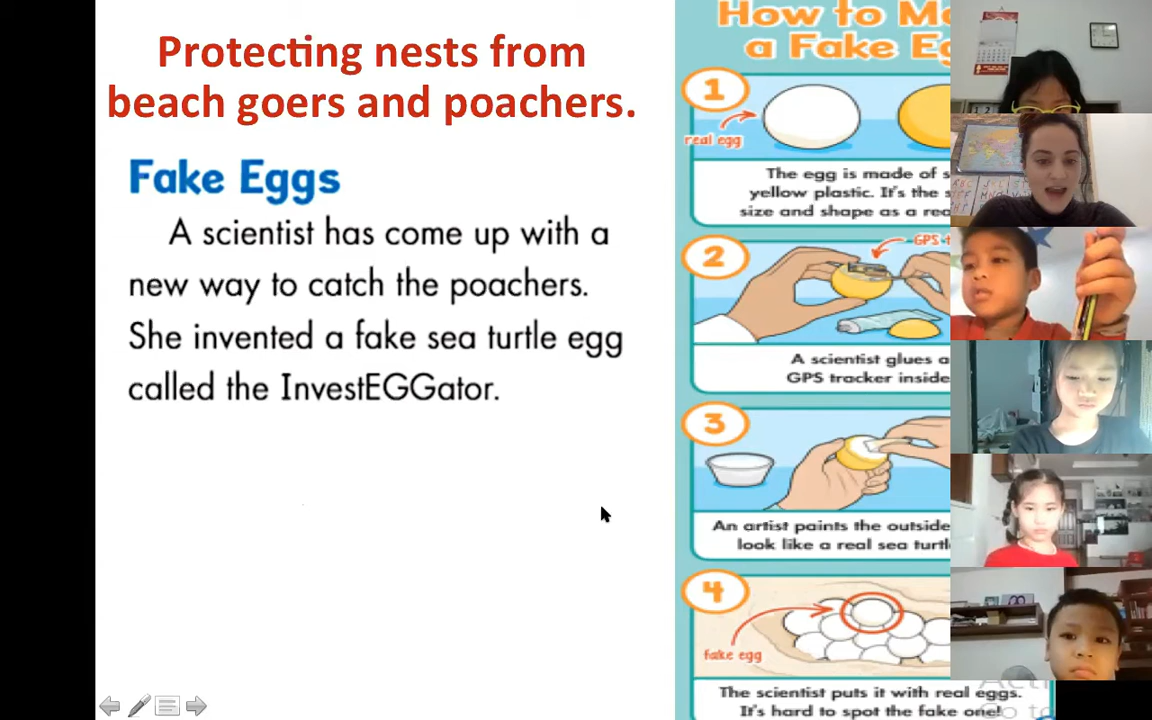 Protecting nests from
beach goers and poachers.
Fake Eggs
A scientist has come up with a
new way to catch the poachers.
She invented a fake sea turtle egg
called the InvestEGGator.
How to
a Fake
1
real egg
The egg is made of
yellow plastic. It's the
size and shape as a
2
GPS
A scientist glues a
GPS tracker inside
3
An artist paints the outside
look like a real sea
4
fake egg
The scientist puts it with real eggs.
It's hard to spot the fake one!
Go to